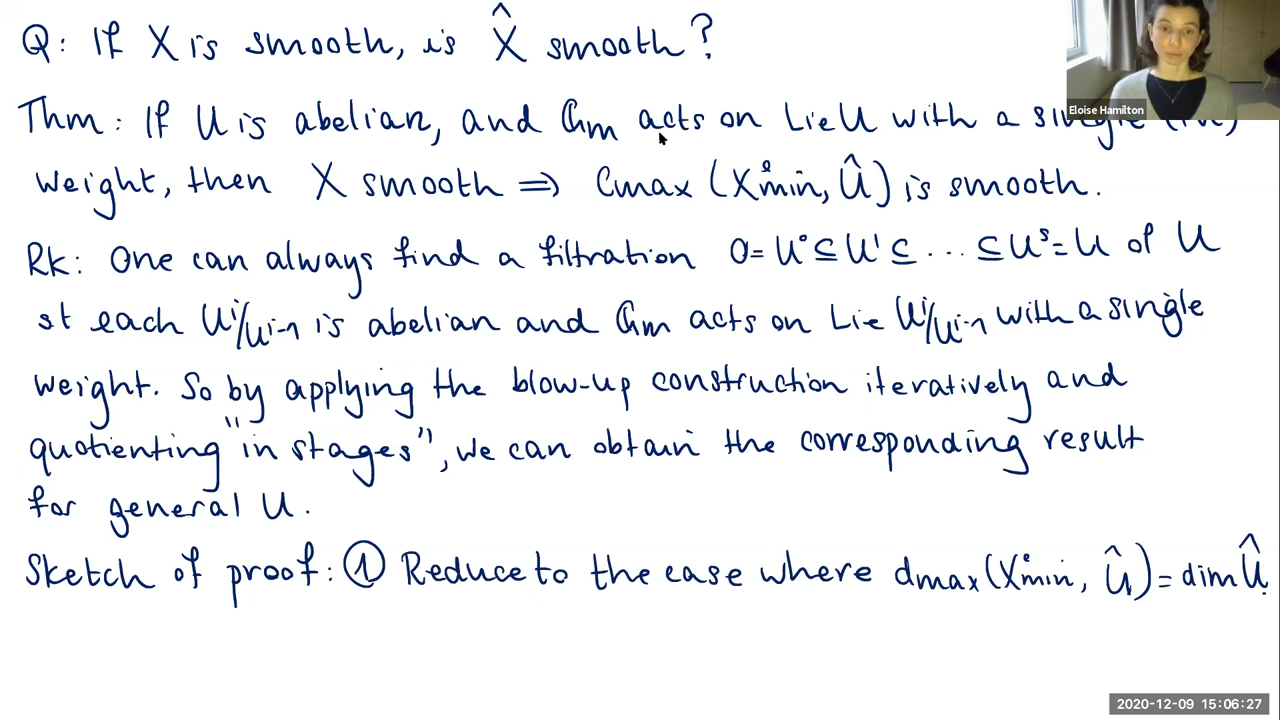 Q: If X is smooth, is X̂ smooth?
Eloise Hamilton
Thm: If U is abelian, and Gm acts on Lie U with a single
weight, then X smooth ⇒ Cmax (X°min, Û) is smooth.
Rk: One can always find a filtration 0 = U⁰ ⊆ U¹ ⊆ ... ⊆ Uˢ = U of U
st each Uⁱ/Uⁱ⁻¹ is abelian and Gm acts on Lie Uⁱ/Uⁱ⁻¹ with a single
weight. So by applying the blow-up construction iteratively and
quotienting "in stages", we can obtain the corresponding result
for general U.
Sketch of proof: ① Reduce to the case where dmax(X°min, Û) = dim Û
2020-12-09 15:06:27